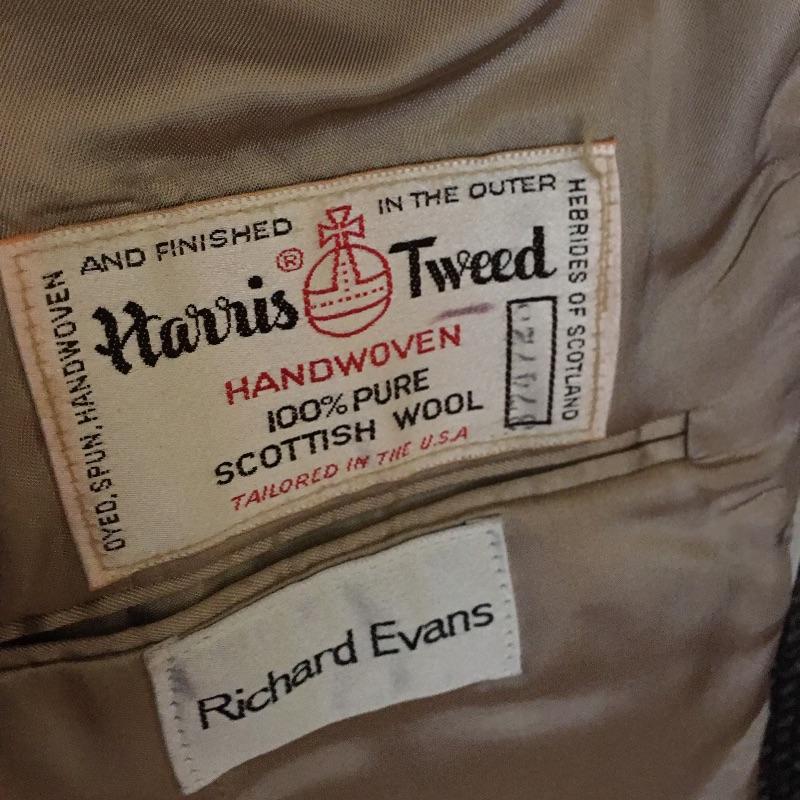 DYED, SPUN, HANDWOVEN
AND FINISHED
IN THE OUTER
HEBRIDES OF SCOTLAND
Harris® Tweed
HANDWOVEN
100% PURE
SCOTTISH WOOL
TAILORED IN THE U.S.A
Richard Evans